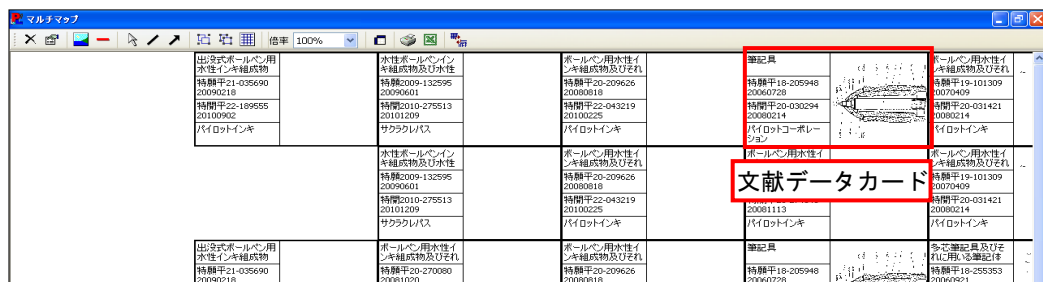 マルチマップ
倍率 100%
出没式ボールペン用
水性インキ組成物
特願平21-035690
20090218
特開平22-189555
20100902
パイロットインキ
水性ボールペンイン
キ組成物及び水性
特願2009-132595
20090601
特開2010-275513
20101209
サクラクレパス
ボールペン用水性イ
ンキ組成物及びそれ
特願平20-209626
20080818
特開平22-043219
20100225
パイロットインキ
筆記具
特願平18-205948
20060728
特開平20-030294
20080214
パイロットコーポレー
ション
ボールペン用水性イ
ンキ組成物及びそれ
特願平19-101309
20070409
特開平20-031421
20080214
パイロットインキ
水性ボールペンイン
キ組成物及び水性
特願2009-132595
20090601
特開2010-275513
20101209
サクラクレパス
ボールペン用水性イ
ンキ組成物及びそれ
特願平20-209626
20080818
特開平22-043219
20100225
パイロットインキ
ボールペン用水性イ
文献データカード
20081113
パイロットインキ
ボールペン用水性イ
ンキ組成物及びそれ
特願平19-101309
20070409
特開平20-031421
20080214
パイロットインキ
出没式ボールペン用
水性インキ組成物
特願平21-035690
20090218
ボールペン用水性イ
ンキ組成物及びそれ
特願平20-270080
20081020
ボールペン用水性イ
ンキ組成物及びそれ
特願平20-209626
20080818
筆記具
特願平18-205948
20060728
多芯筆記具及びそ
れに用いる筆記体
特願平18-255353
20060921